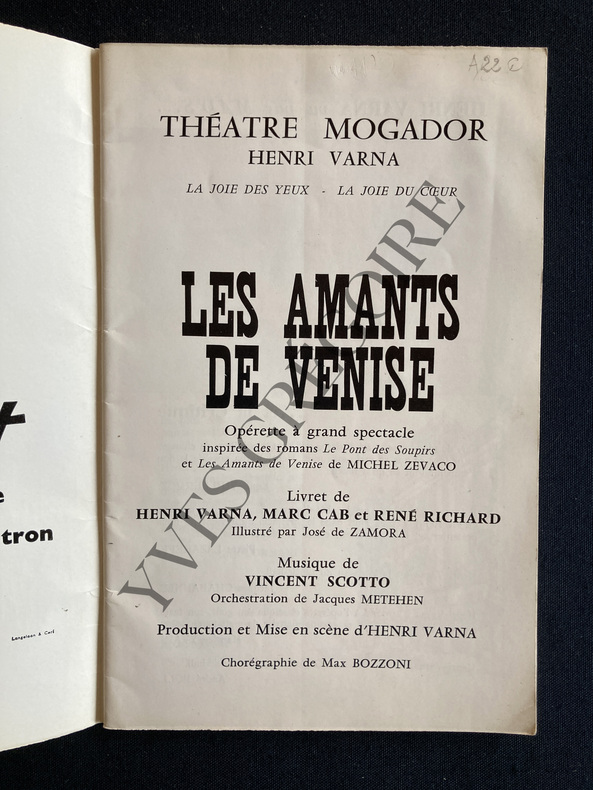 A22 C
THÉATRE MOGADOR
HENRI VARNA
LA JOIE DES YEUX - LA JOIE DU CŒUR
LES AMANTS
DE VENISE
Opérette à grand spectacle
inspirée des romans Le Pont des Soupirs
et Les Amants de Venise de MICHEL ZEVACO
Livret de
HENRI VARNA, MARC CAB et RENÉ RICHARD
Illustré par José de ZAMORA
Musique de
VINCENT SCOTTO
Orchestration de Jacques METEHEN
Production et Mise en scène d'HENRI VARNA
Chorégraphie de Max BOZZONI
YVES GRÉGOIRE
e
tron